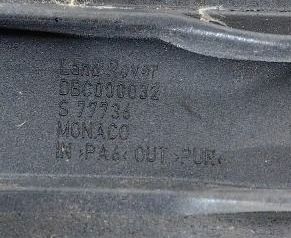 Land Rover
DBC000032
S 77736
MONACO
IN >PA6< OUT >PUR<